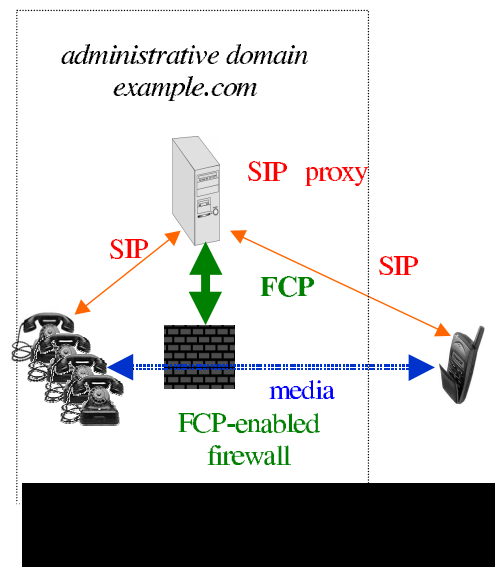 administrative domain
example.com
SIP proxy
SIP
SIP
FCP
media
FCP-enabled
firewall